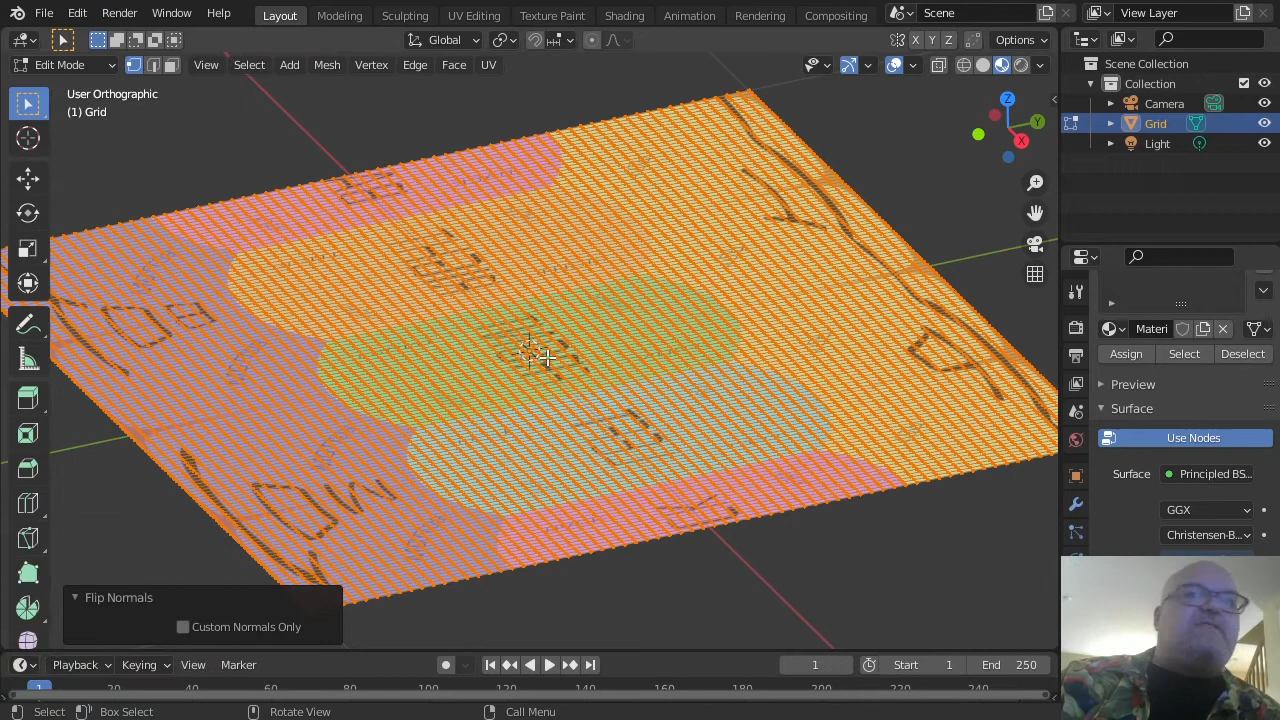 File Edit Render Window Help Layout Modeling Sculpting UV Editing Texture Paint Shading Animation Rendering Compositing Scene View Layer
Global X Y Z Options
Edit Mode View Select Add Mesh Vertex Edge Face UV
Scene Collection
Collection
Camera
Grid
Light
User Orthographic
(1) Grid
Z
Y
X
Materi
Assign Select Deselect
Preview
Surface
Use Nodes
Surface Principled BS...
GGX
Christensen-B...
Flip Normals
Custom Normals Only
Playback Keying View Marker 1 Start 1 End 250
1 20 40 60 80 100 120 140 160 180 200 220 240
Select Box Select Rotate View Call Menu